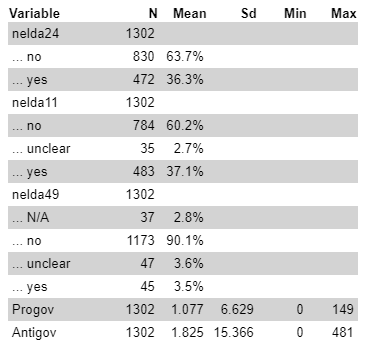 Variable N Mean Sd Min Max
nelda24 1302
... no 830 63.7%
... yes 472 36.3%
nelda11 1302
... no 784 60.2%
... unclear 35 2.7%
... yes 483 37.1%
nelda49 1302
... N/A 37 2.8%
... no 1173 90.1%
... unclear 47 3.6%
... yes 45 3.5%
Progov 1302 1.077 6.629 0 149
Antigov 1302 1.825 15.366 0 481